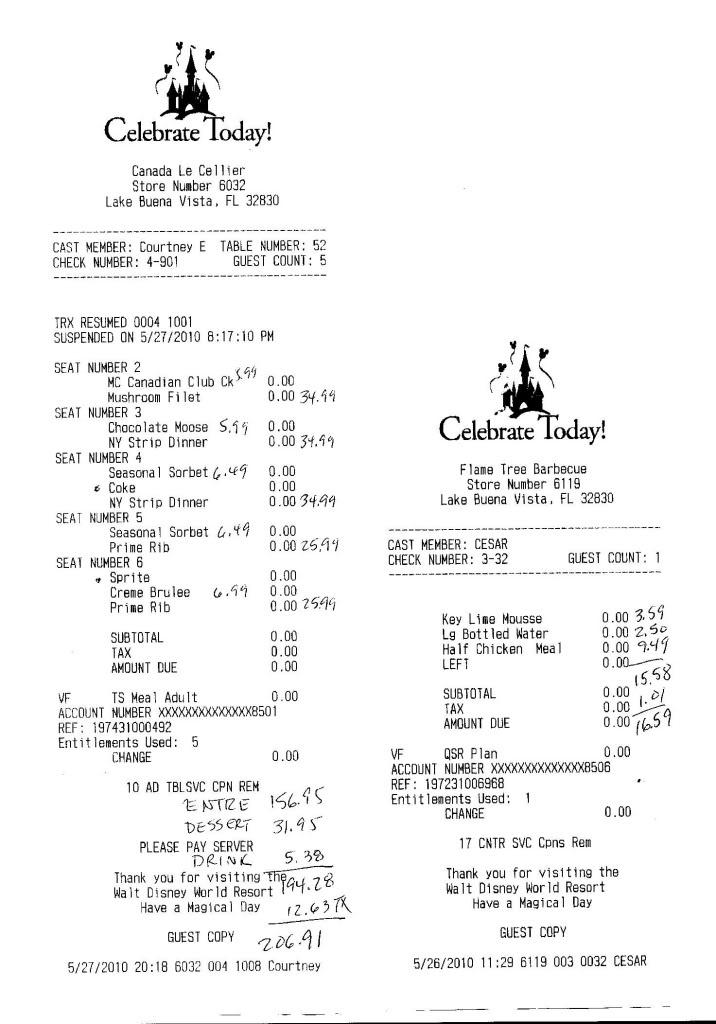 Celebrate Today!
Canada Le Cellier
Store Number 6032
Lake Buena Vista, FL 32830
CAST MEMBER: Courtney E TABLE NUMBER: 52
CHECK NUMBER: 4-901 GUEST COUNT: 5
TRX RESUMED 0004 1001
SUSPENDED ON 5/27/2010 8:17:10 PM
SEAT NUMBER 2
MC Canadian Club Ck 5.99 0.00
Mushroom Filet 0.00 34.99
SEAT NUMBER 3
Chocolate Moose 5.99 0.00
NY Strip Dinner 0.00 34.99
SEAT NUMBER 4
Seasonal Sorbet 6.49 0.00
Coke 0.00
NY Strip Dinner 0.00 34.99
SEAT NUMBER 5
Seasonal Sorbet 6.49 0.00
Prime Rib 0.00 25.99
SEAT NUMBER 6
Sprite 0.00
Creme Brulee 6.99 0.00
Prime Rib 0.00 25.99
SUBTOTAL 0.00
TAX 0.00
AMOUNT DUE 0.00
VF TS Meal Adult 0.00
ACCOUNT NUMBER XXXXXXXXXXXXXX8501
REF: 197431000492
Entitlements Used: 5
CHANGE 0.00
10 AD TBLSVC CPN REM
ENTRE 156.95
DESSERT 31.95
PLEASE PAY SERVER
DRINK 5.38
Thank you for visiting the
Walt Disney World Resort 194.28
Have a Magical Day 12.63 TX
GUEST COPY 206.91
5/27/2010 20:18 6032 004 1008 Courtney
Celebrate Today!
Flame Tree Barbecue
Store Number 6119
Lake Buena Vista, FL 32830
CAST MEMBER: CESAR
CHECK NUMBER: 3-32 GUEST COUNT: 1
Key Lime Mousse 0.00 3.59
Lg Bottled Water 0.00 2.50
Half Chicken Meal 0.00 9.49
LEFT 0.00
15.58
SUBTOTAL 0.00
TAX 0.00 1.01
AMOUNT DUE 0.00 16.59
VF QSR Plan 0.00
ACCOUNT NUMBER XXXXXXXXXXXXXX8506
REF: 197231006968
Entitlements Used: 1
CHANGE 0.00
17 CNTR SVC Cpns Rem
Thank you for visiting the
Walt Disney World Resort
Have a Magical Day
GUEST COPY
5/26/2010 11:29 6119 003 0032 CESAR